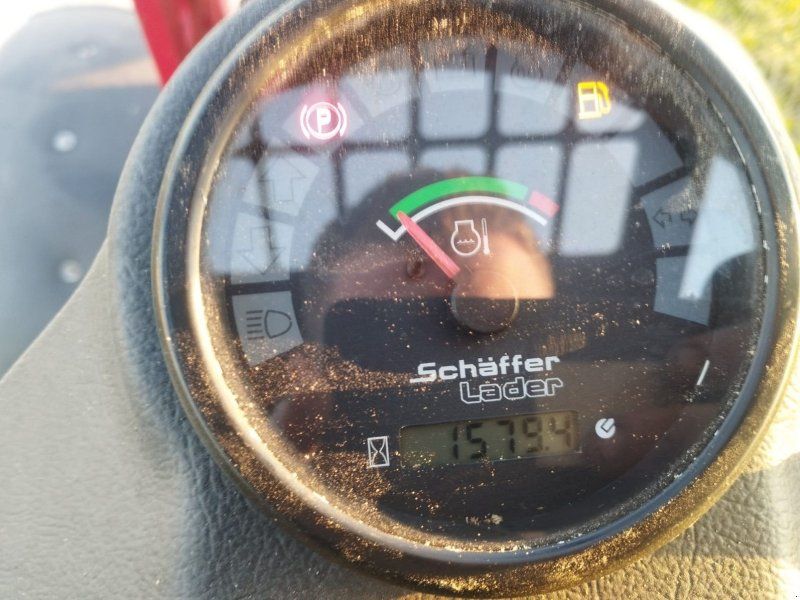 P
Schäffer
Lader
1579.4